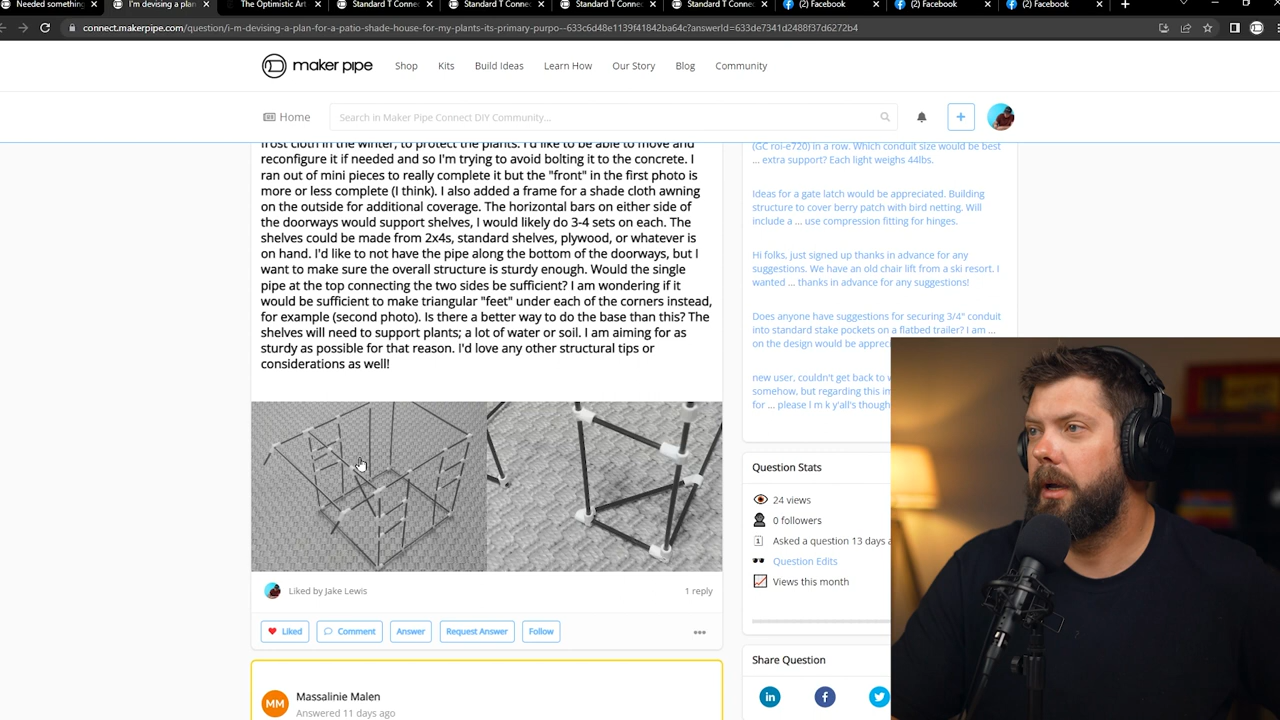 Needed something
I'm devising a plan
The Optimistic Art
Standard T Connec
Standard T Connec
Standard T Connec
Standard T Connec
(2) Facebook
(2) Facebook
(2) Facebook
connect.makerpipe.com/question/i-m-devising-a-plan-for-a-patio-shade-house-for-my-plants-its-primary-purpo--633c6d48e1139f41842ba64c?answerId=633de7341d2488f37d6272b4
maker pipe
Shop
Kits
Build Ideas
Learn How
Our Story
Blog
Community
Home
Search in Maker Pipe Connect DIY Community...
frost cloth in the winter, to protect the plants. I'd like to be able to move and
reconfigure it if needed and so I'm trying to avoid bolting it to the concrete. I
ran out of mini pieces to really complete it but the "front" in the first photo is
more or less complete (I think). I also added a frame for a shade cloth awning
on the outside for additional coverage. The horizontal bars on either side of
the doorways would support shelves, I would likely do 3-4 sets on each. The
shelves could be made from 2x4s, standard shelves, plywood, or whatever is
on hand. I'd like to not have the pipe along the bottom of the doorways, but I
want to make sure the overall structure is sturdy enough. Would the single
pipe at the top connecting the two sides be sufficient? I am wondering if it
would be sufficient to make triangular "feet" under each of the corners instead,
for example (second photo). Is there a better way to do the base than this? The
shelves will need to support plants; a lot of water or soil. I am aiming for as
sturdy as possible for that reason. I'd love any other structural tips or
considerations as well!
Liked by Jake Lewis
1 reply
Liked
Comment
Answer
Request Answer
Follow
MM
Massalinie Malen
Answered 11 days ago
(GC roi-e720) in a row. Which conduit size would be best
... extra support? Each light weighs 44lbs.
Ideas for a gate latch would be appreciated. Building
structure to cover berry patch with bird netting. Will
include a ... use compression fitting for hinges.
Hi folks, just signed up thanks in advance for any
suggestions. We have an old chair lift from a ski resort. I
wanted ... thanks in advance for any suggestions!
Does anyone have suggestions for securing 3/4" conduit
into standard stake pockets on a flatbed trailer? I am ...
on the design would be apprec
new user, couldn't get back to
somehow, but regarding this im
for ... please l m k y'all's though
Question Stats
24 views
0 followers
Asked a question 13 days a
Question Edits
Views this month
Share Question